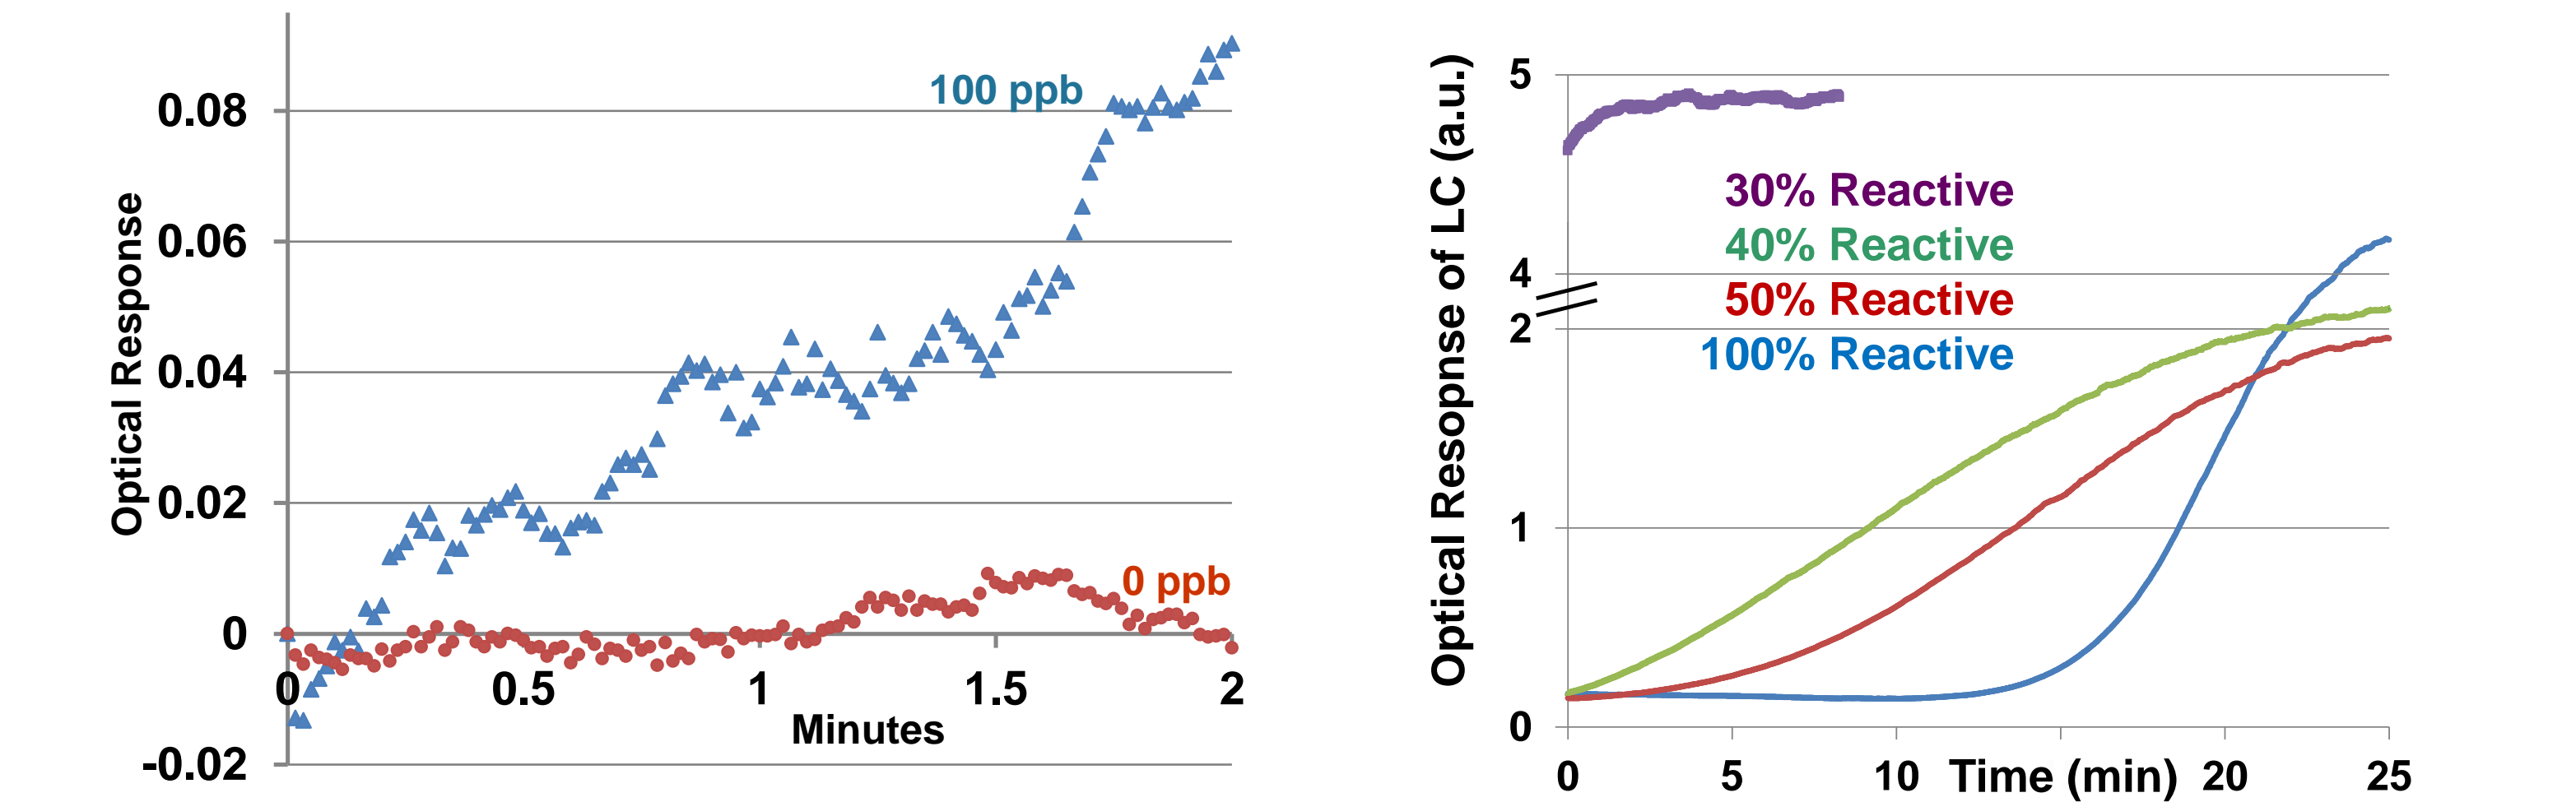 Optical Response
0.08
0.06
0.04
0.02
0
-0.02
100 ppb
0 ppb
0
0.5
1
1.5
2
Minutes
Optical Resopnse of LC (a.u.)
5
4
2
1
0
30% Reactive
40% Reactive
50% Reactive
100% Reactive
0
5
10
Time (min)
20
25